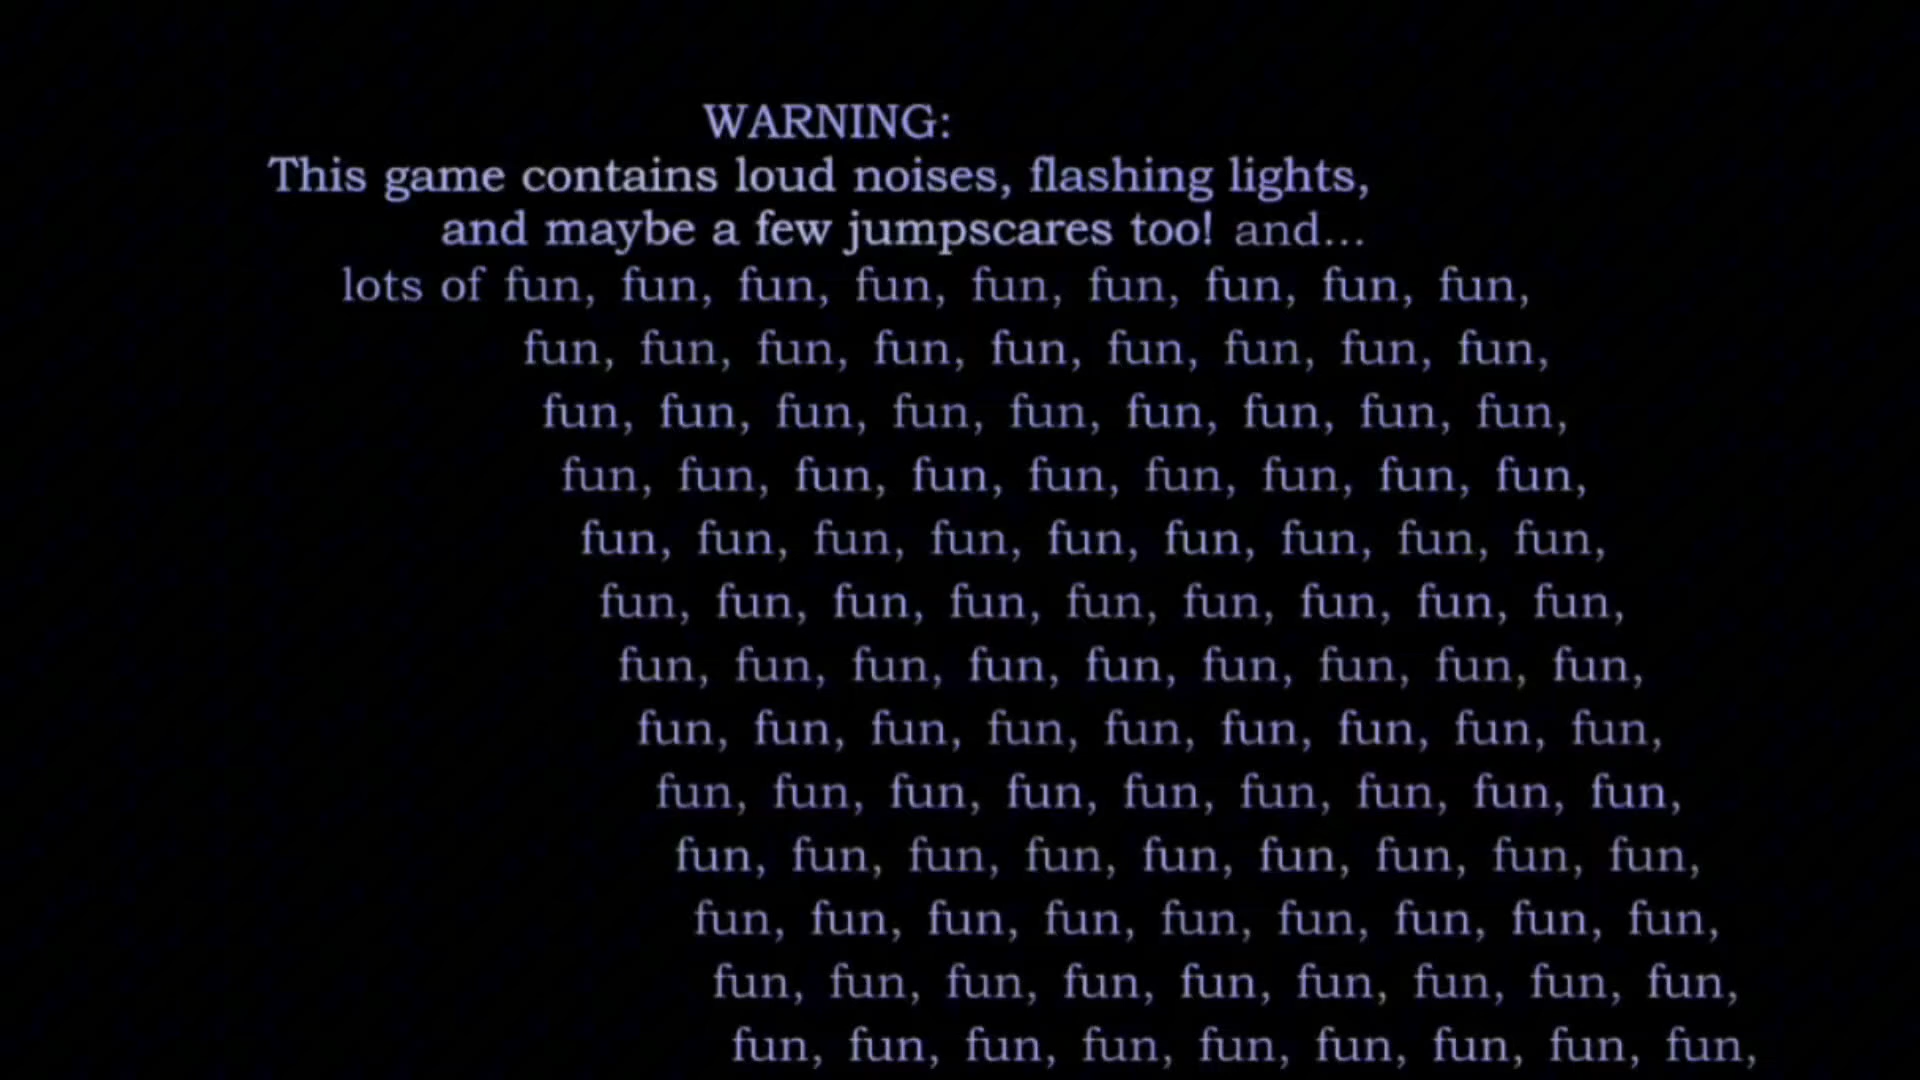 WARNING:
This game contains loud noises, flashing lights,
and maybe a few jumpscares too! and...
lots of fun, fun, fun, fun, fun, fun, fun, fun, fun,
fun, fun, fun, fun, fun, fun, fun, fun, fun,
fun, fun, fun, fun, fun, fun, fun, fun, fun,
fun, fun, fun, fun, fun, fun, fun, fun, fun,
fun, fun, fun, fun, fun, fun, fun, fun, fun,
fun, fun, fun, fun, fun, fun, fun, fun, fun,
fun, fun, fun, fun, fun, fun, fun, fun, fun,
fun, fun, fun, fun, fun, fun, fun, fun, fun,
fun, fun, fun, fun, fun, fun, fun, fun, fun,
fun, fun, fun, fun, fun, fun, fun, fun, fun,
fun, fun, fun, fun, fun, fun, fun, fun, fun,
fun, fun, fun, fun, fun, fun, fun, fun, fun,
fun, fun, fun, fun, fun, fun, fun, fun, fun,